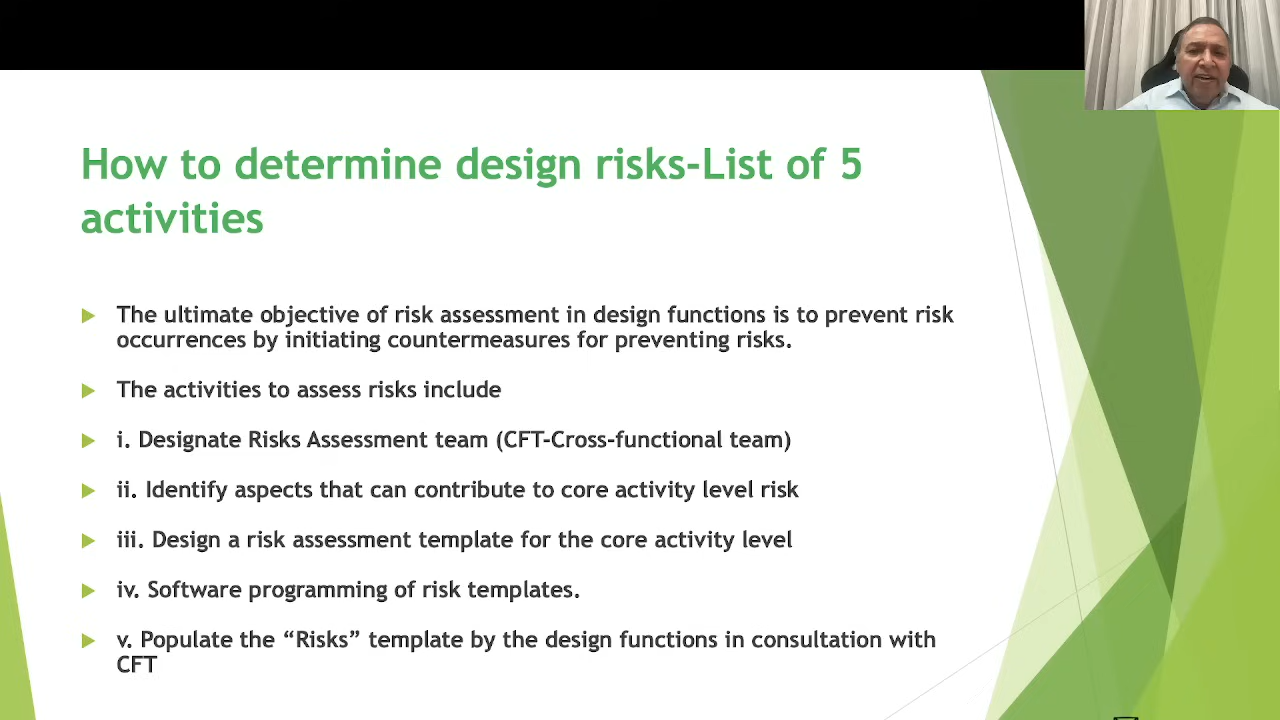 How to determine design risks-List of 5
activities
The ultimate objective of risk assessment in design functions is to prevent risk
occurrences by initiating countermeasures for preventing risks.
The activities to assess risks include
i. Designate Risks Assessment team (CFT-Cross-functional team)
ii. Identify aspects that can contribute to core activity level risk
iii. Design a risk assessment template for the core activity level
iv. Software programming of risk templates.
v. Populate the “Risks” template by the design functions in consultation with
CFT